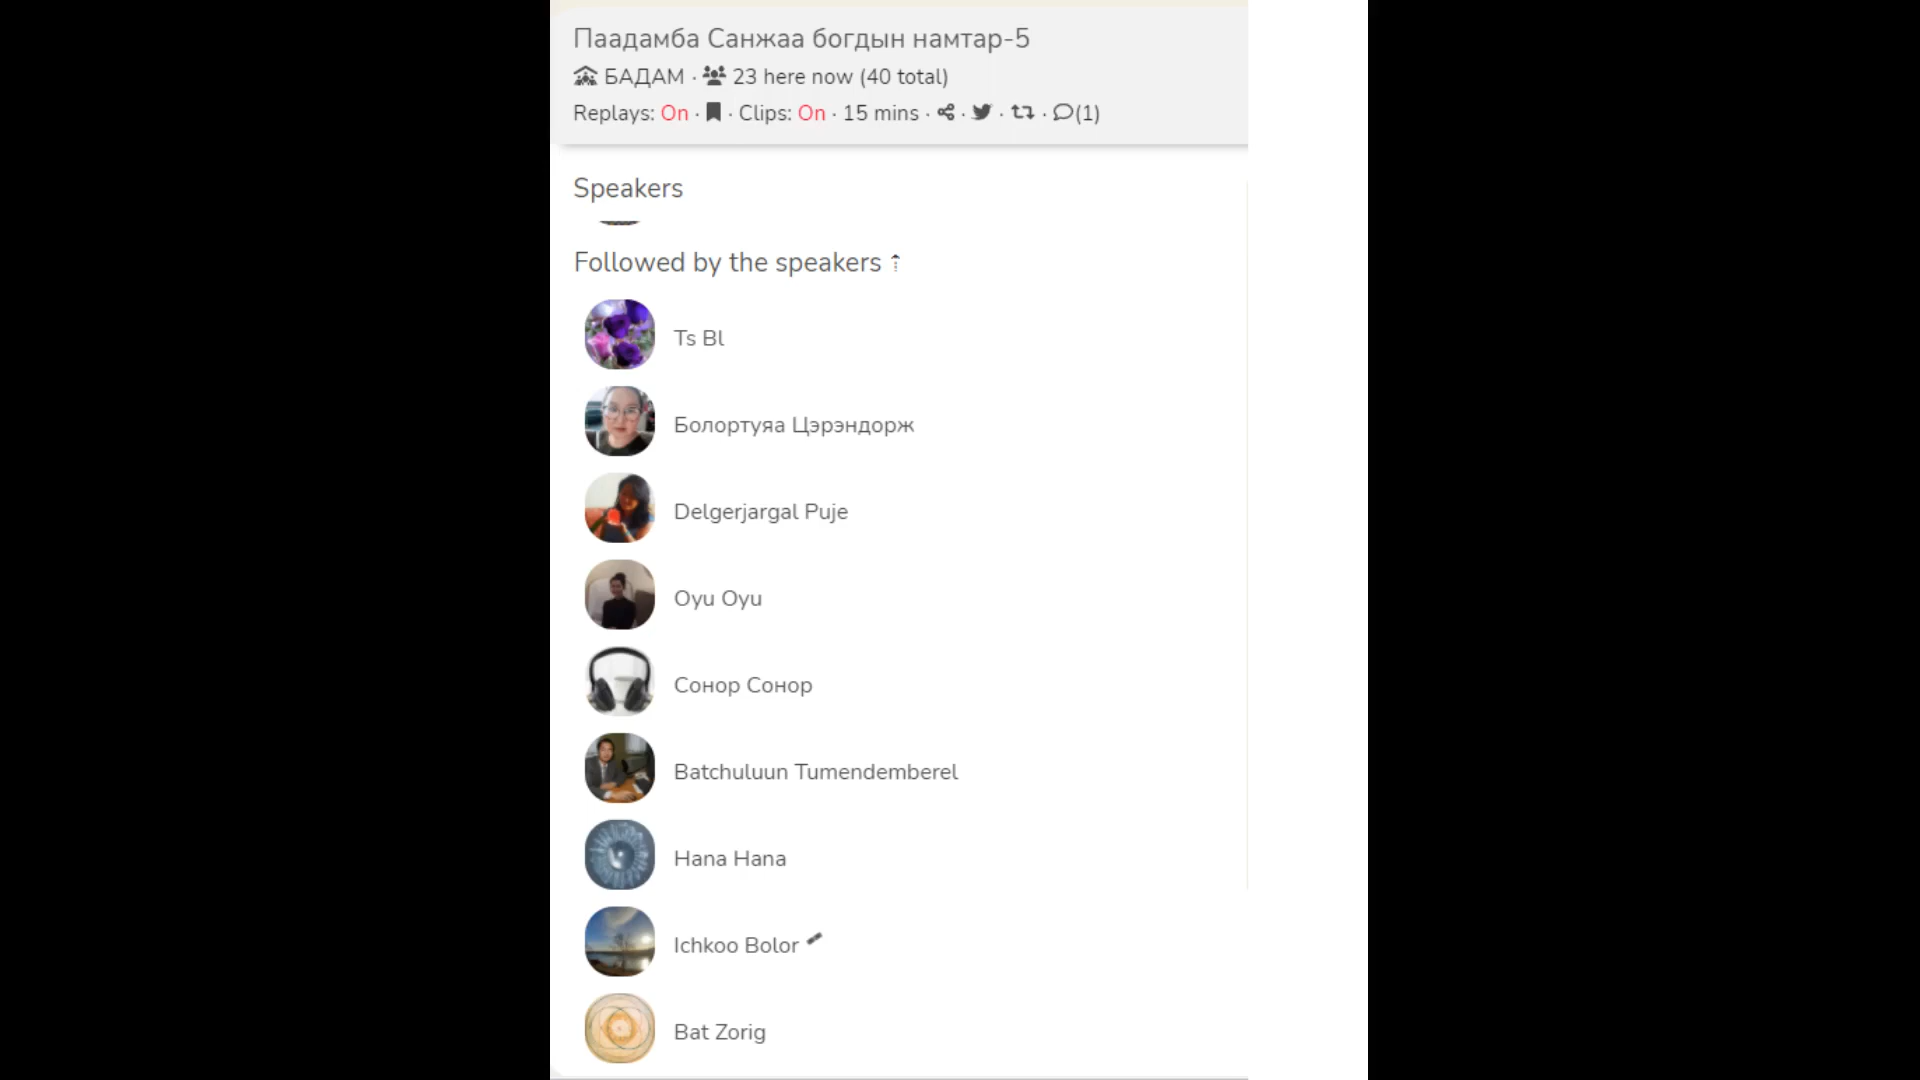 Паадамба Санжаа богдын намтар-5
БАДАМ · 23 here now (40 total)
Replays: On · · Clips: On · 15 mins · · · · (1)
Speakers
Followed by the speakers
Ts Bl
Болортуяа Цэрэндорж
Delgerjargal Puje
Oyu Oyu
Сонор Сонор
Batchuluun Tumendemberel
Hana Hana
Ichkoo Bolor
Bat Zorig